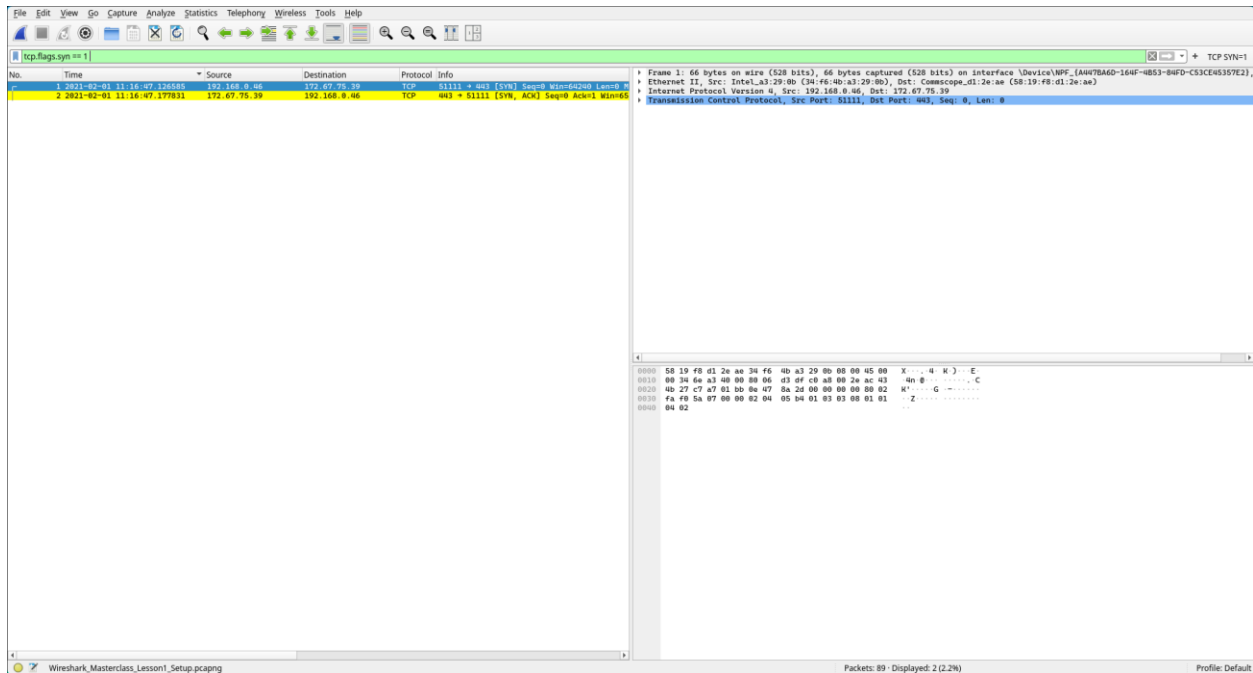 File Edit View Go Capture Analyze Statistics Telephony Wireless Tools Help
tcp.flags.syn == 1
+ TCP SYN=1
No. Time Source Destination Protocol Info
1 2021-02-01 11:16:47.126585 192.168.0.46 172.67.75.39 TCP 51111 → 443 [SYN] Seq=0 Win=64240 Len=0 M
2 2021-02-01 11:16:47.177831 172.67.75.39 192.168.0.46 TCP 443 → 51111 [SYN, ACK] Seq=0 Ack=1 Win=65
Frame 1: 66 bytes on wire (528 bits), 66 bytes captured (528 bits) on interface \Device\NPF_{A447BA6D-164F-4B53-84FD-C53CE45357E2},
Ethernet II, Src: Intel_a3:29:0b (34:f6:4b:a3:29:0b), Dst: Commscope_d1:2e:ae (58:19:f8:d1:2e:ae)
Internet Protocol Version 4, Src: 192.168.0.46, Dst: 172.67.75.39
Transmission Control Protocol, Src Port: 51111, Dst Port: 443, Seq: 0, Len: 0
0000 58 19 f8 d1 2e ae 34 f6 4b a3 29 0b 08 00 45 00 X···.·4· K·)···E·
0010 00 34 6e a3 40 00 80 06 d3 df c0 a8 00 2e ac 43 ·4n·@··· ·····.·C
0020 4b 27 c7 a7 01 bb 0e 47 8a 2d 00 00 00 00 80 02 K'·····G ·-······
0030 fa f0 5a 07 00 00 02 04 05 b4 01 03 03 08 01 01 ··Z····· ········
0040 04 02 ··
Wireshark_Masterclass_Lesson1_Setup.pcapng Packets: 89 · Displayed: 2 (2.2%) Profile: Default